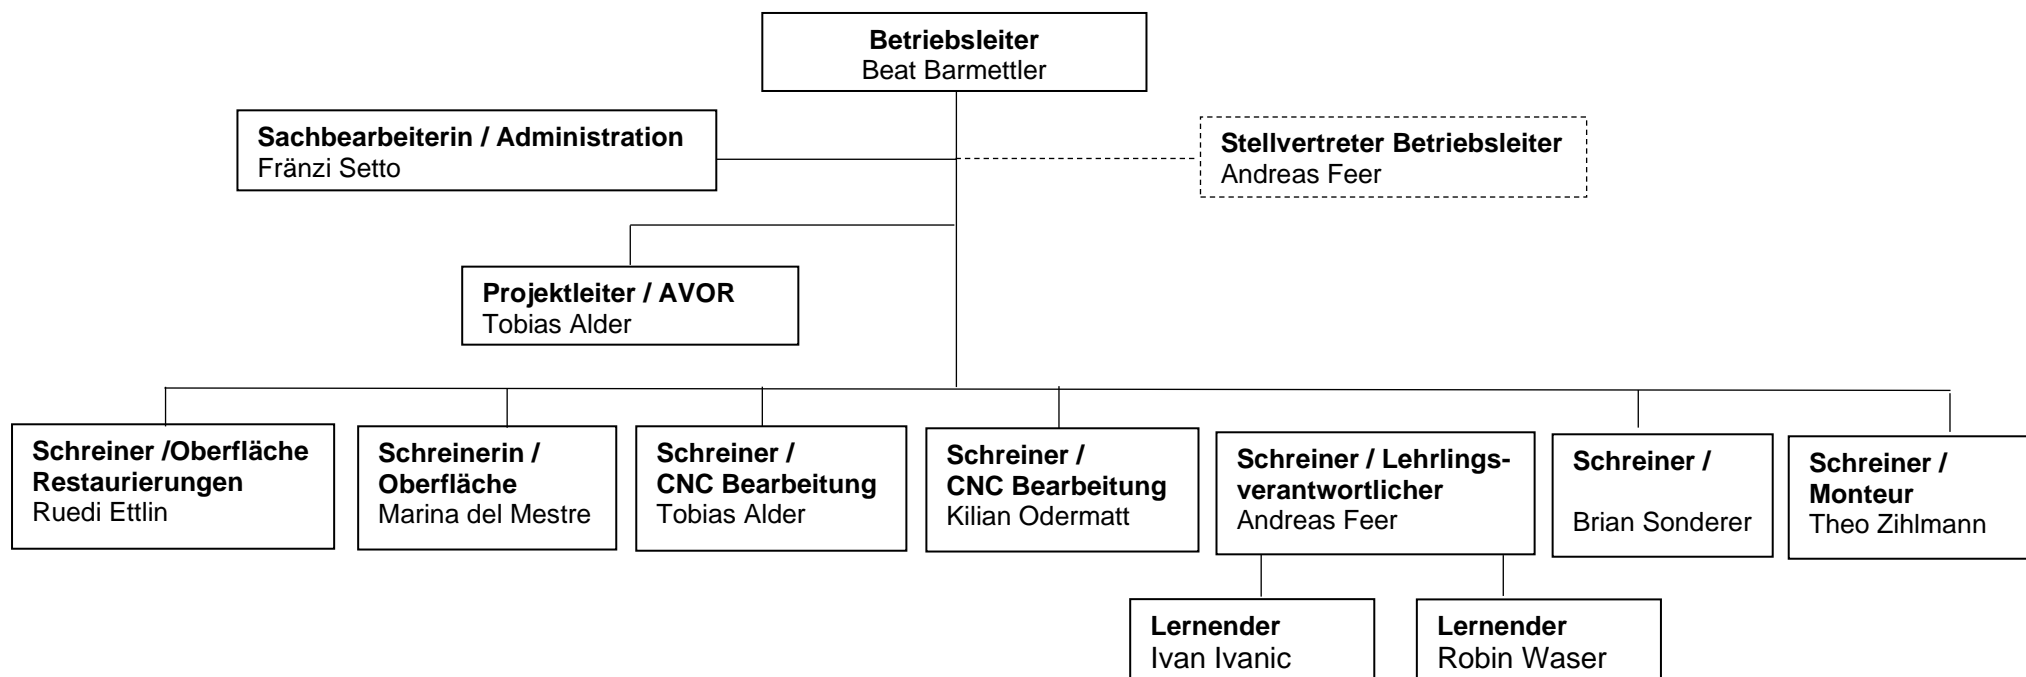 Betriebsleiter
Beat Barmettler
Sachbearbeiterin / Administration
Fränzi Setto
Stellvertreter Betriebsleiter
Andreas Feer
Projektleiter / AVOR
Tobias Alder
Schreiner /Oberfläche
Restaurierungen
Ruedi Ettlin
Schreinerin /
Oberfläche
Marina del Mestre
Schreiner /
CNC Bearbeitung
Tobias Alder
Schreiner /
CNC Bearbeitung
Kilian Odermatt
Schreiner / Lehrlings-
verantwortlicher
Andreas Feer
Schreiner /
Brian Sonderer
Schreiner /
Monteur
Theo Zihlmann
Lernender
Ivan Ivanic
Lernender
Robin Waser